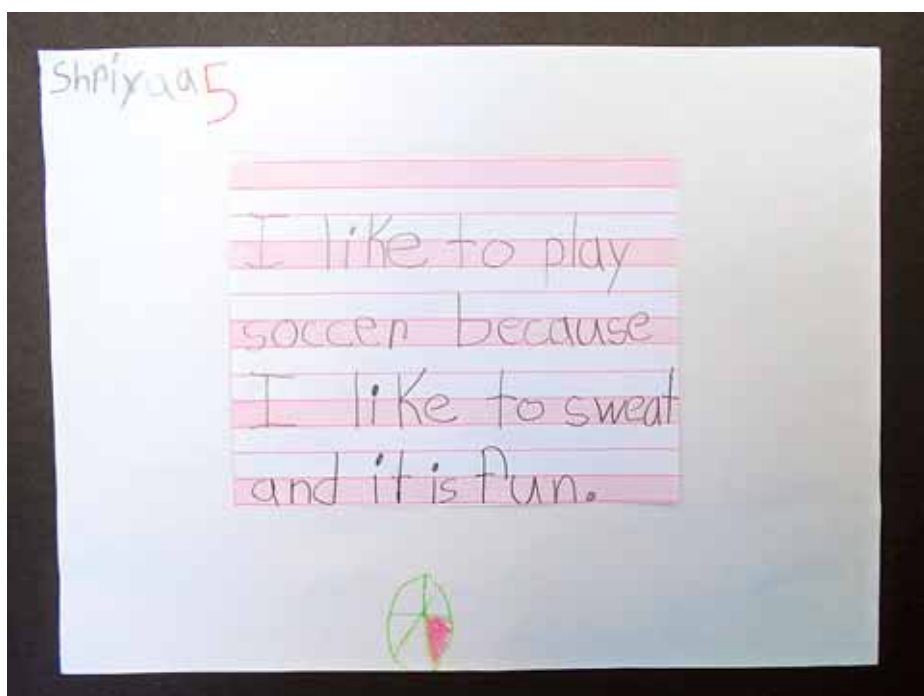 Shriyaa 5
I like to play
soccer because
I like to sweat
and it is fun.